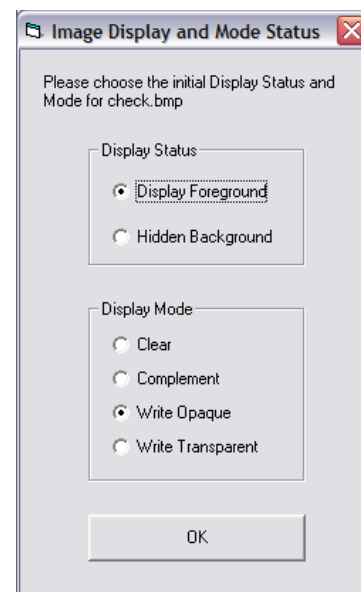 Image Display and Mode Status
Please choose the initial Display Status and
Mode for check.bmp
Display Status
Display Foreground
Hidden Background
Display Mode
Clear
Complement
Write Opaque
Write Transparent
OK